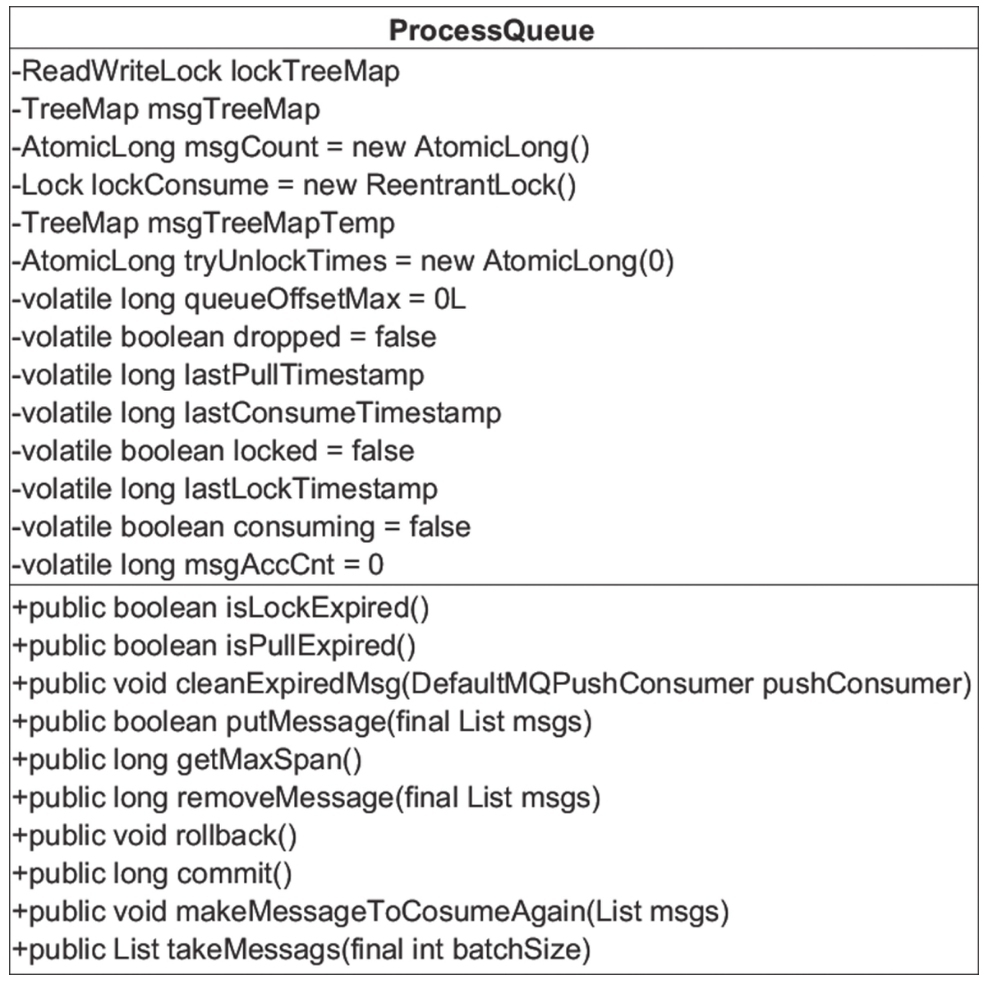 ProcessQueue
-ReadWriteLock lockTreeMap
-TreeMap msgTreeMap
-AtomicLong msgCount = new AtomicLong()
-Lock lockConsume = new ReentrantLock()
-TreeMap msgTreeMapTemp
-AtomicLong tryUnlockTimes = new AtomicLong(0)
-volatile long queueOffsetMax = 0L
-volatile boolean dropped = false
-volatile long lastPullTimestamp
-volatile long lastConsumeTimestamp
-volatile boolean locked = false
-volatile long lastLockTimestamp
-volatile boolean consuming = false
-volatile long msgAccCnt = 0
+public boolean isLockExpired()
+public boolean isPullExpired()
+public void cleanExpiredMsg(DefaultMQPushConsumer pushConsumer)
+public boolean putMessage(final List msgs)
+public long getMaxSpan()
+public long removeMessage(final List msgs)
+public void rollback()
+public long commit()
+public void makeMessageToCosumeAgain(List msgs)
+public List takeMessags(final int batchSize)